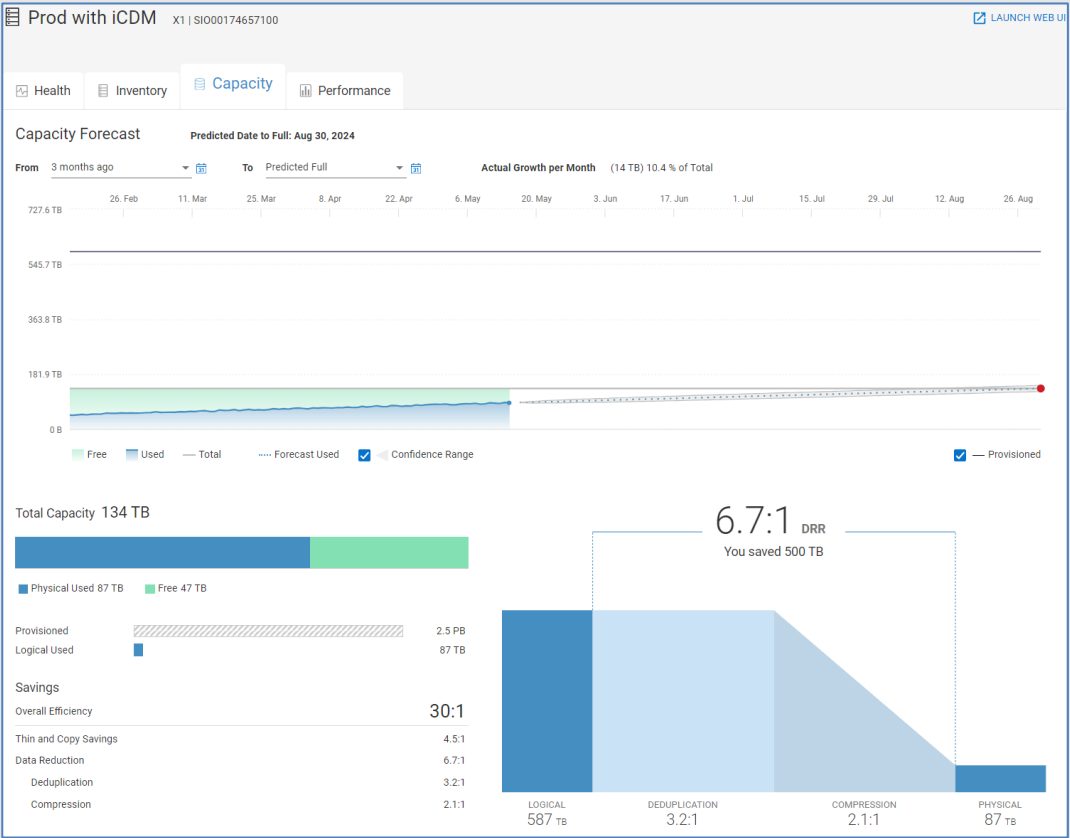 Prod with iCDM X1 | SIO00174657100 LAUNCH WEB UI
Health Inventory Capacity Performance
Capacity Forecast Predicted Date to Full: Aug 30, 2024
From 3 months ago To Predicted Full Actual Growth per Month (14 TB) 10.4 % of Total
26. Feb 11. Mar 25. Mar 8. Apr 22. Apr 6. May 20. May 3. Jun 17. Jun 1. Jul 15. Jul 29. Jul 12. Aug 26. Aug
727.6 TB
545.7 TB
363.8 TB
181.9 TB
0 B
Free Used Total Forecast Used Confidence Range Provisioned
Total Capacity 134 TB
Physical Used 87 TB Free 47 TB
Provisioned 2.5 PB
Logical Used 87 TB
Savings
Overall Efficiency 30:1
Thin and Copy Savings 4.5:1
Data Reduction 6.7:1
Deduplication 3.2:1
Compression 2.1:1
6.7:1 DRR
You saved 500 TB
LOGICAL DEDUPLICATION COMPRESSION PHYSICAL
587 TB 3.2:1 2.1:1 87 TB